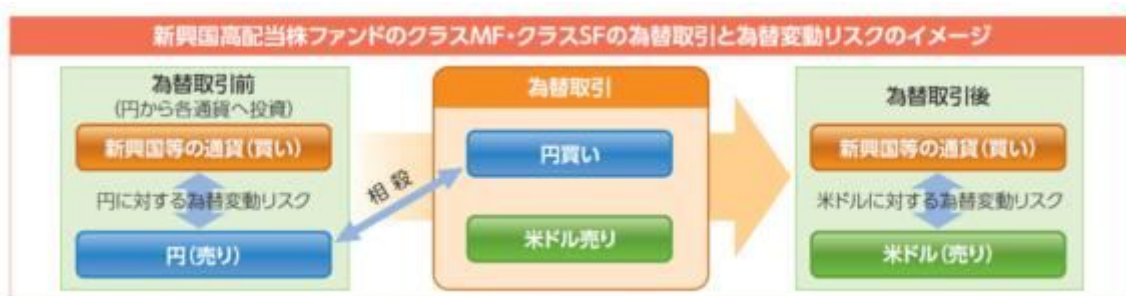 新興国高配当株ファンドのクラスMF・クラスSFの為替取引と為替変動リスクのイメージ
為替取引前
(円から各通貨へ投資)
新興国等の通貨(買い)
円に対する為替変動リスク
円(売り)
相殺
為替取引
円買い
米ドル売り
為替取引後
新興国等の通貨(買い)
米ドルに対する為替変動リスク
米ドル(売り)